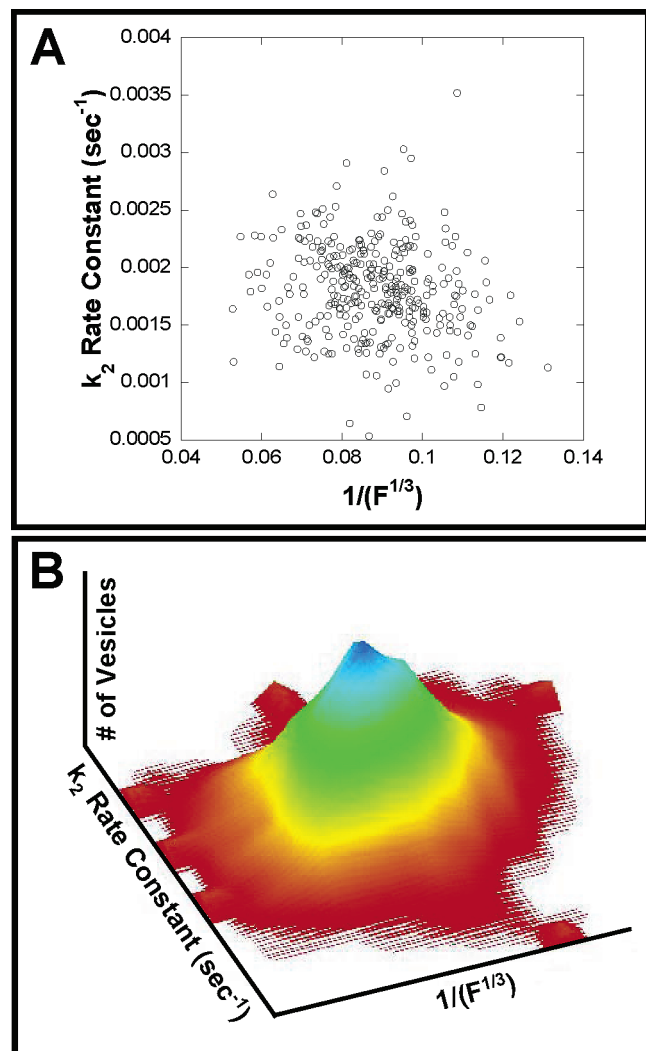 A
k2 Rate Constant (sec-1)
0.004
0.0035
0.003
0.0025
0.002
0.0015
0.001
0.0005
0.04 0.06 0.08 0.1 0.12 0.14
1/(F1/3)
B
# of Vesicles
k2 Rate Constant (sec-1)
1/(F1/3)